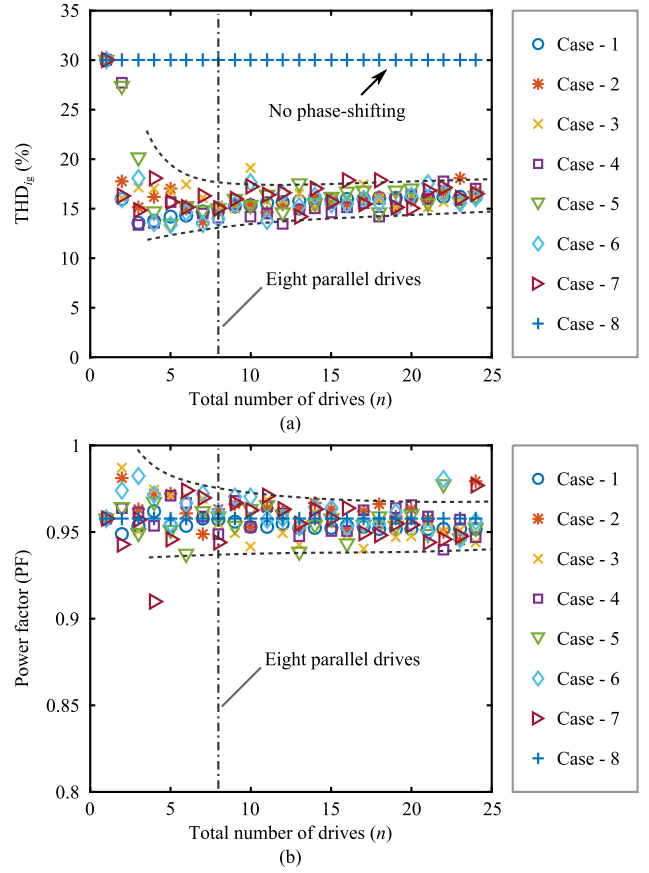 35
30
25
20
15
10
5
0
THD_ig (%)
No phase-shifting
Eight parallel drives
0 5 10 15 20 25
Total number of drives (n)
(a)
Case - 1
Case - 2
Case - 3
Case - 4
Case - 5
Case - 6
Case - 7
Case - 8
1
0.95
0.9
0.85
0.8
Power factor (PF)
Eight parallel drives
0 5 10 15 20 25
Total number of drives (n)
(b)
Case - 1
Case - 2
Case - 3
Case - 4
Case - 5
Case - 6
Case - 7
Case - 8